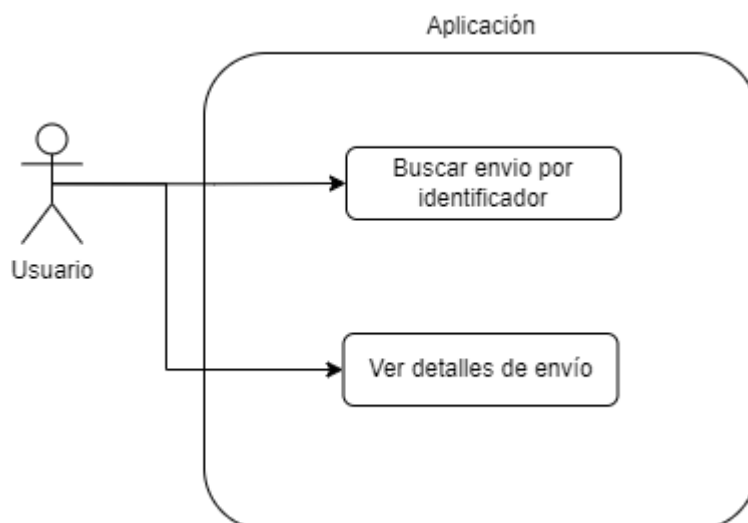 Aplicación
Buscar envio por
identificador
Usuario
Ver detalles de envío